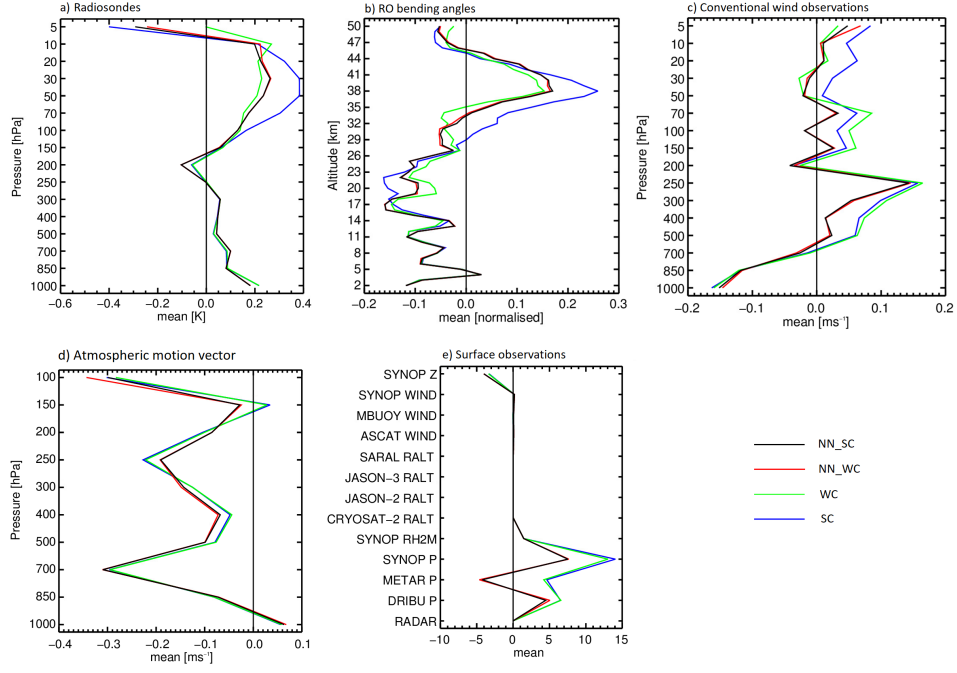 a) Radiosondes
Pressure [hPa]
5
10
20
30
50
70
100
150
200
250
300
400
500
700
850
1000
−0.6 −0.4 −0.2 0.0 0.2 0.4
mean [K]
b) RO bending angles
Altitude [km]
50
47
44
41
38
35
32
29
26
23
20
17
14
11
8
5
2
−0.2 −0.1 0.0 0.1 0.2 0.3
mean [normalised]
c) Conventional wind observations
Pressure [hPa]
5
10
20
30
50
70
100
150
200
250
300
400
500
700
850
1000
−0.2 −0.1 0.0 0.1 0.2
mean [ms⁻¹]
d) Atmospheric motion vector
Pressure [hPa]
100
150
200
250
300
400
500
700
850
1000
−0.4 −0.3 −0.2 −0.1 0.0 0.1
mean [ms⁻¹]
e) Surface observations
SYNOP Z
SYNOP WIND
MBUOY WIND
ASCAT WIND
SARAL RALT
JASON−3 RALT
JASON−2 RALT
CRYOSAT−2 RALT
SYNOP RH2M
SYNOP P
METAR P
DRIBU P
RADAR
−10 −5 0 5 10 15
mean
NN_SC
NN_WC
WC
SC